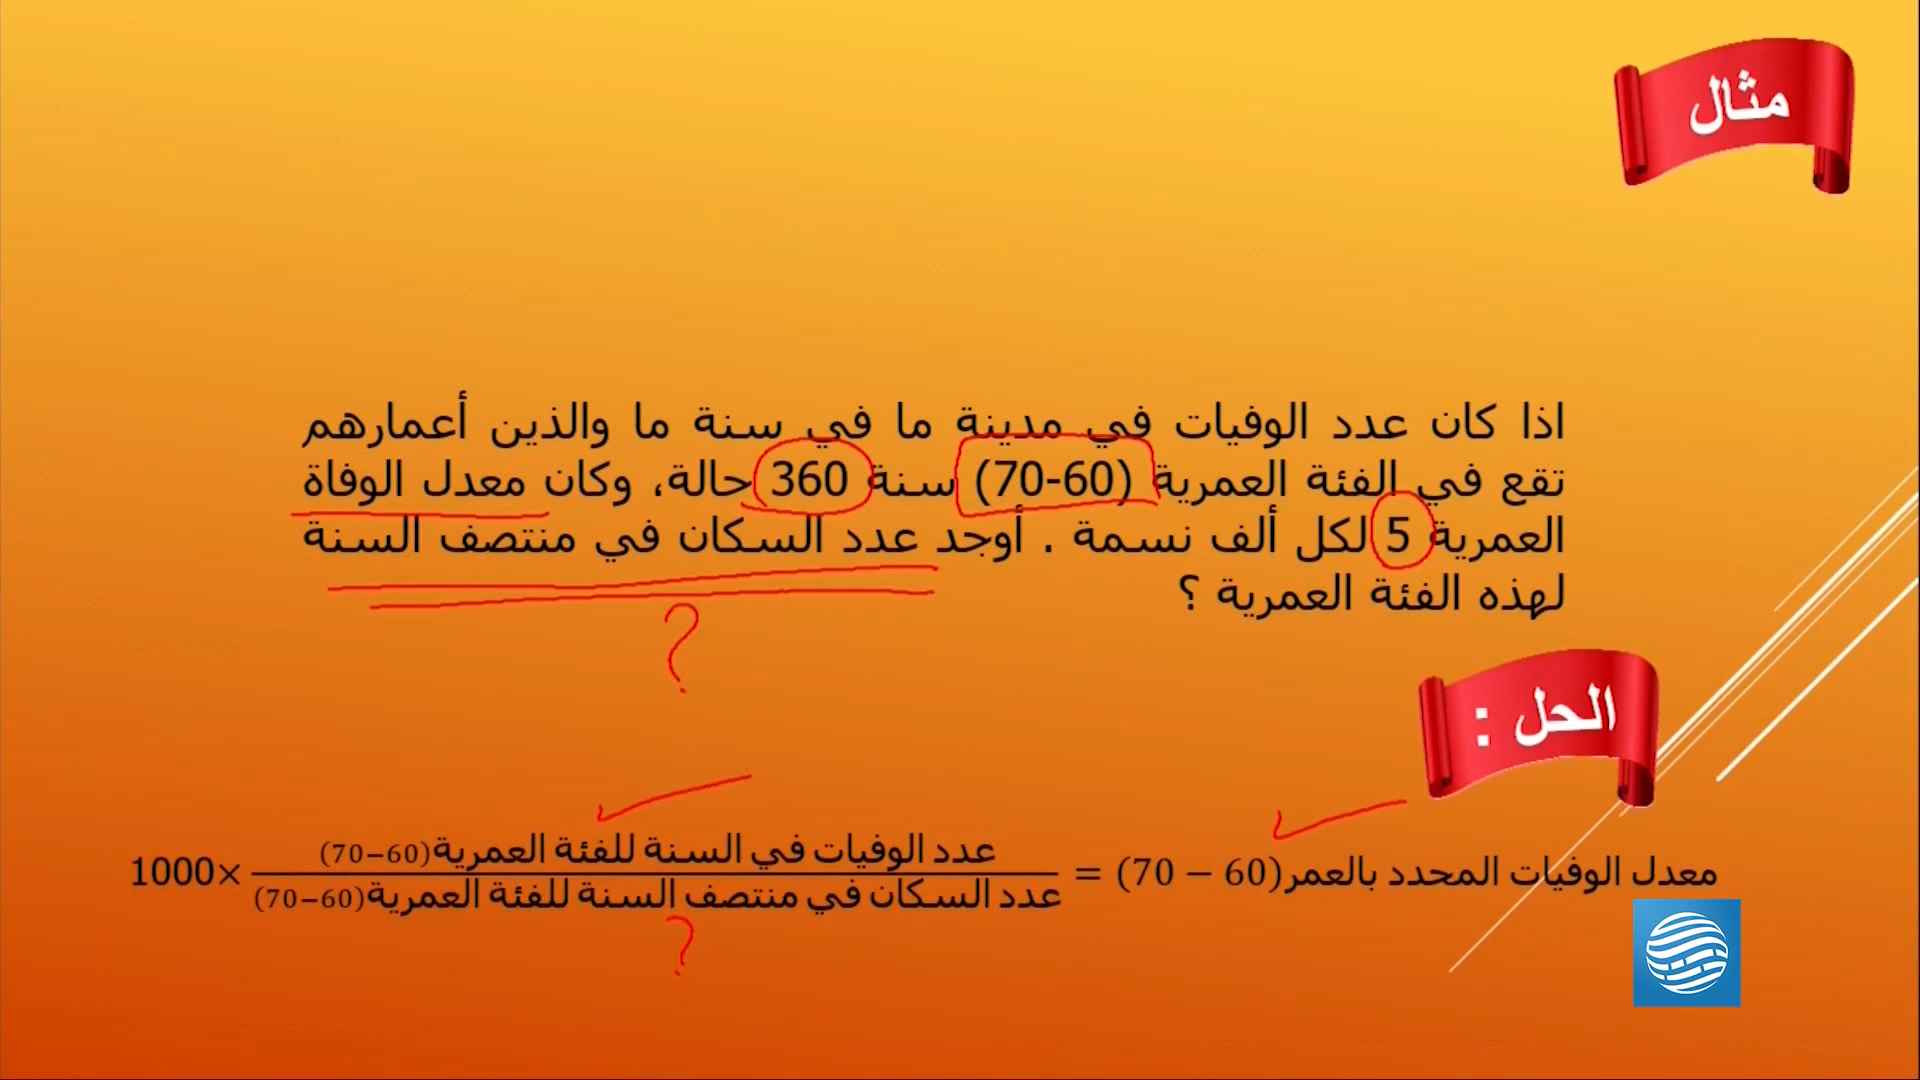 مثال
اذا كان عدد الوفيات في مدينة ما في سنة ما والذين أعمارهم
تقع في الفئة العمرية (60-70) سنة 360 حالة، وكان معدل الوفاة
العمرية 5 لكل ألف نسمة . أوجد عدد السكان في منتصف السنة
لهذه الفئة العمرية ؟
?
الحل :
عدد الوفيات في السنة للفئة العمرية(60−70)
معدل الوفيات المحدد بالعمر(60 − 70) = ×1000
عدد السكان في منتصف السنة للفئة العمرية(60−70)
?